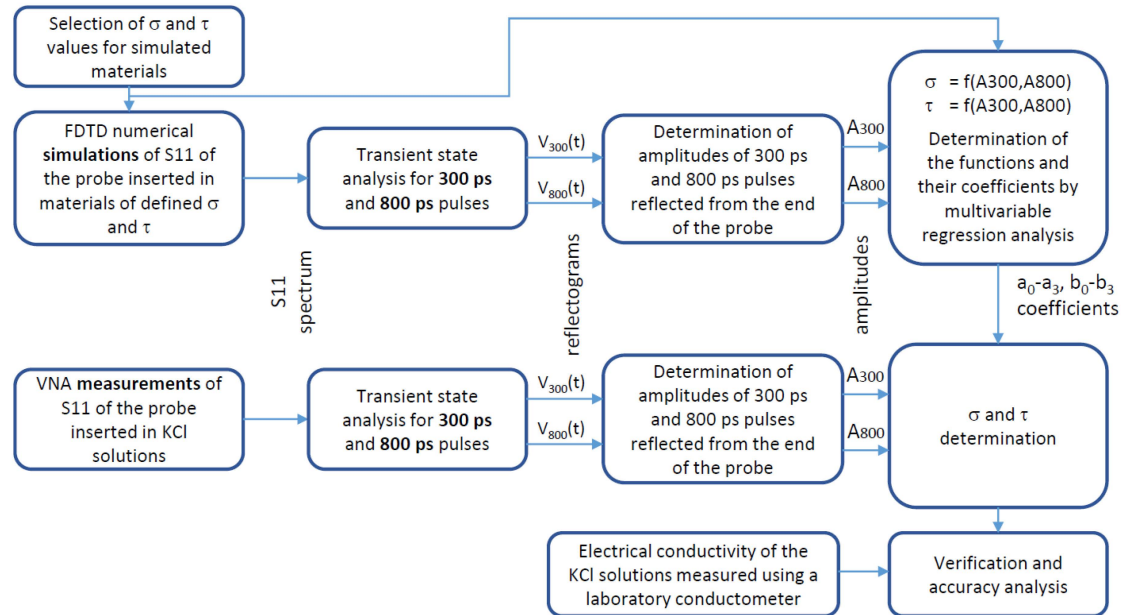 Selection of σ and τ
values for simulated
materials
FDTD numerical
simulations of S11 of
the probe inserted in
materials of defined σ
and τ
S11
spectrum
Transient state
analysis for 300 ps
and 800 ps pulses
V300(t)
V800(t)
reflectograms
Determination of
amplitudes of 300 ps
and 800 ps pulses
reflected from the end
of the probe
A300
A800
amplitudes
σ = f(A300,A800)
τ = f(A300,A800)
Determination of
the functions and
their coefficients by
multivariable
regression analysis
a0-a3, b0-b3
coefficients
VNA measurements of
S11 of the probe
inserted in KCl
solutions
Transient state
analysis for 300 ps
and 800 ps pulses
V300(t)
V800(t)
Determination of
amplitudes of 300 ps
and 800 ps pulses
reflected from the end
of the probe
A300
A800
σ and τ
determination
Electrical conductivity of the
KCl solutions measured using a
laboratory conductometer
Verification and
accuracy analysis